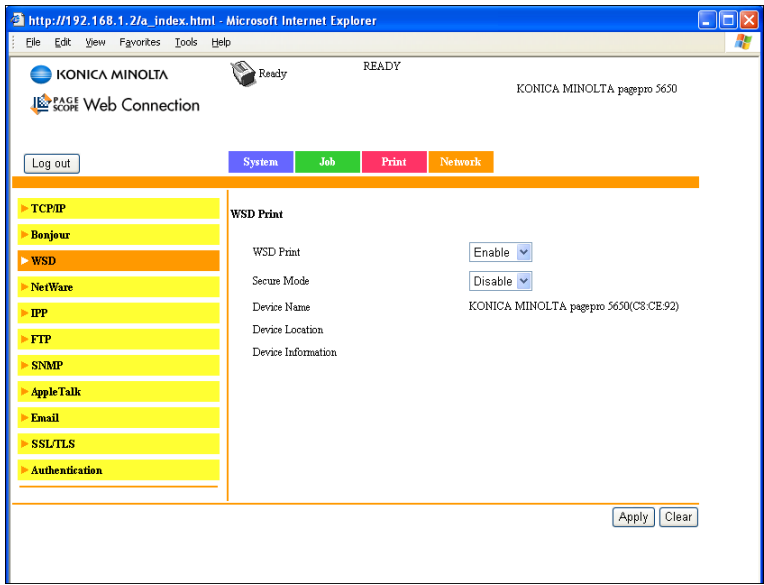 http://192.168.1.2/a_index.html - Microsoft Internet Explorer
File Edit View Favorites Tools Help
KONICA MINOLTA
Ready
READY
KONICA MINOLTA pagepro 5650
PAGE SCOPE Web Connection
Log out
System Job Print Network
TCP/IP
Bonjour
WSD
NetWare
IPP
FTP
SNMP
AppleTalk
Email
SSL/TLS
Authentication
WSD Print
WSD Print Enable
Secure Mode Disable
Device Name KONICA MINOLTA pagepro 5650(C8:CE:92)
Device Location
Device Information
Apply Clear